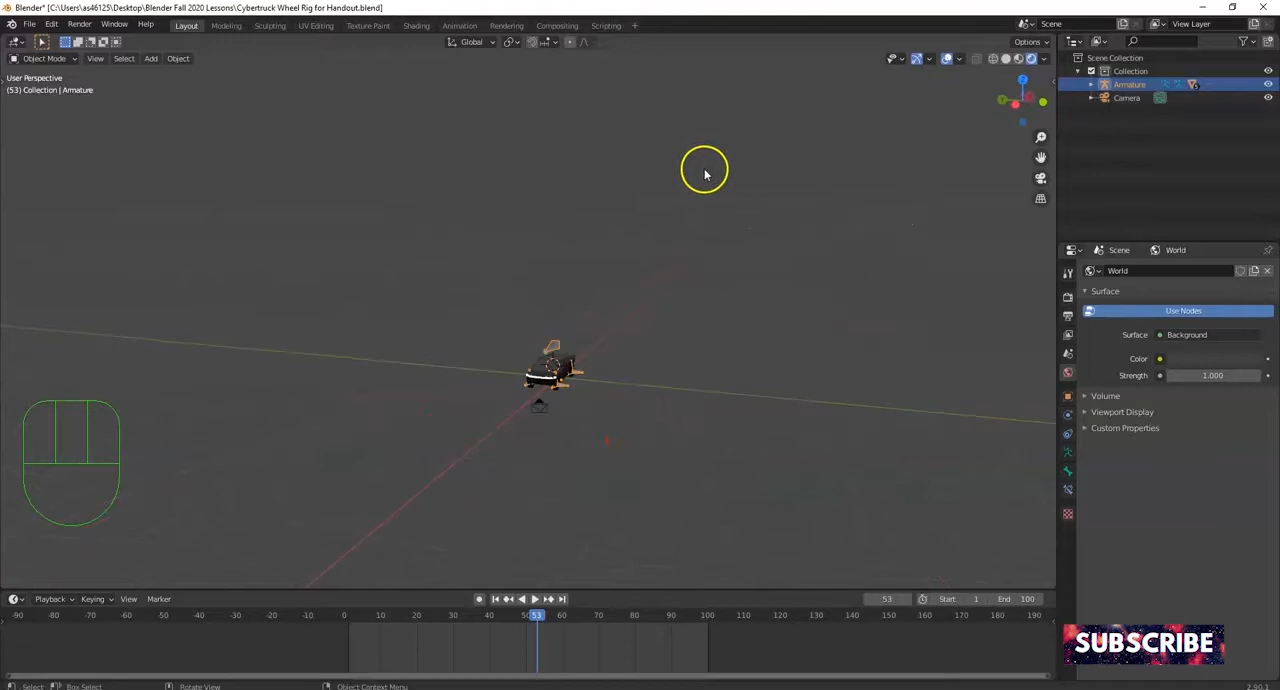 Blender* [C:\Users\as46125\Desktop\Blender Fall 2020 Lessons\Cybertruck Wheel Rig for Handout.blend]
File Edit Render Window Help Layout Modeling Sculpting UV Editing Texture Paint Shading Animation Rendering Compositing Scripting + Scene View Layer
Global Options
Object Mode View Select Add Object
User Perspective
(53) Collection | Armature
Scene Collection
Collection
Armature
Camera
Scene World
World
Surface
Use Nodes
Surface Background
Color
Strength 1.000
Volume
Viewport Display
Custom Properties
Playback Keying View Marker 53 Start 1 End 100
-90 -80 -70 -60 -50 -40 -30 -20 -10 0 10 20 30 40 50 53 60 70 80 90 100 110 120 130 140 150 160 170 180 190
SUBSCRIBE
Select Box Select Rotate View Object Context Menu 2.90.1